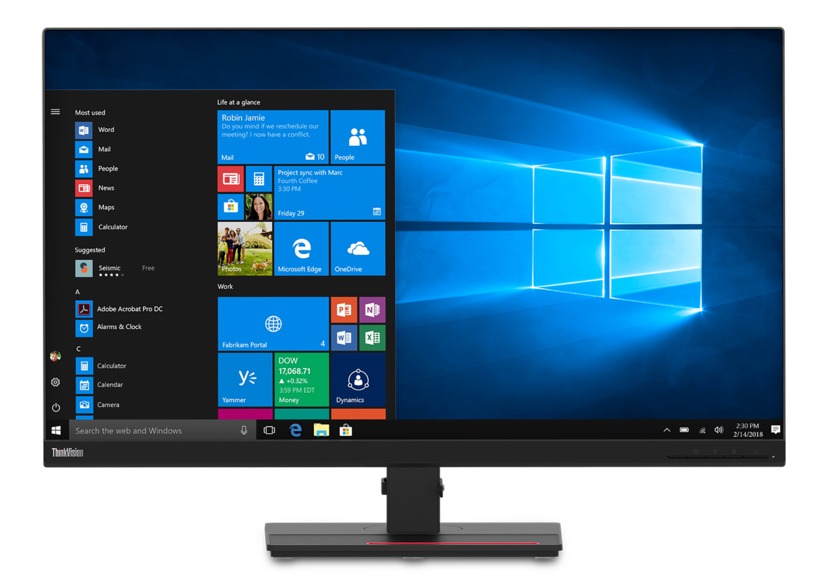 Most used
Word
Mail
People
News
Maps
Calculator
Suggested
Seismic Free
A
Adobe Acrobat Pro DC
Alarms & Clock
C
Calculator
Calendar
Camera
Life at a glance
Robin Jamie
Do you mind if we reschedule our
meeting? I now have a conflict.
Mail 10
People
Project sync with Marc
Fourth Coffee
3:30 PM
Friday 29
Photos
Microsoft Edge
OneDrive
Work
Fabrikam Portal 4
Yammer
DOW
17,068.71
▲ +0.32%
3:59 PM EDT
Money
Dynamics
Search the web and Windows
2:30 PM
2/14/2018
ThinkVision